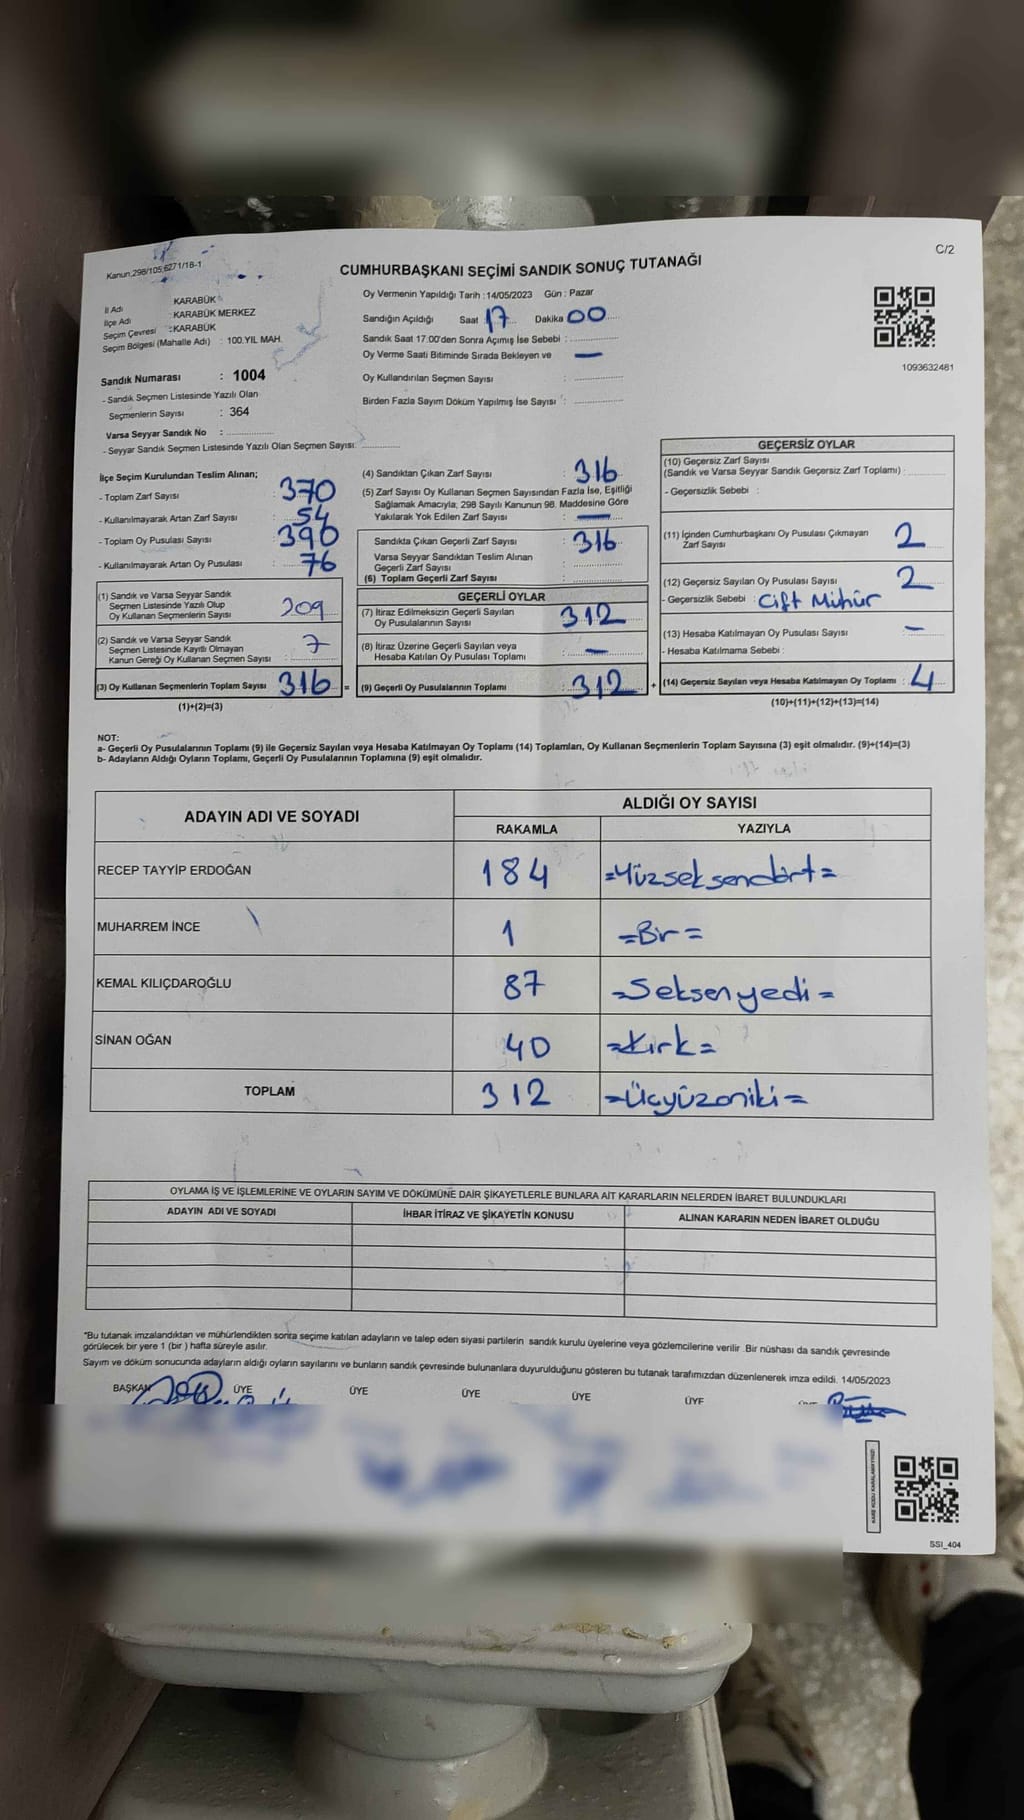 Kanun.298/105;6271/18-1
C/2
CUMHURBAŞKANI SEÇİMİ SANDIK SONUÇ TUTANAĞI
İl Adı KARABÜK
İlçe Adı : KARABÜK MERKEZ
Seçim Çevresi : KARABÜK
Seçim Bölgesi (Mahalle Adı) : 100.YIL MAH.
Oy Vermenin Yapıldığı Tarih :14/05/2023 Gün : Pazar
Sandığın Açıldığı Saat 17 Dakika 00
Sandık Saat 17.00'den Sonra Açımış İse Sebebi :
Oy Verme Saati Bitiminde Sırada Bekleyen ve —
Oy Kullandırılan Seçmen Sayısı :
Birden Fazla Sayım Döküm Yapılmış İse Sayısı :
1093632481
Sandık Numarası : 1004
- Sandık Seçmen Listesinde Yazılı Olan
Seçmenlerin Sayısı : 364
Varsa Seyyar Sandık No :
- Seyyar Sandık Seçmen Listesinde Yazılı Olan Seçmen Sayısı:
İlçe Seçim Kurulundan Teslim Alınan;
- Toplam Zarf Sayısı : 370
- Kullanılmayarak Artan Zarf Sayısı : 54
- Toplam Oy Pusulası Sayısı : 390
- Kullanılmayarak Artan Oy Pusulası : 76
(1) Sandık ve Varsa Seyyar Sandık
Seçmen Listesinde Yazılı Olup
Oy Kullanan Seçmenlerin Sayısı 309
(2) Sandık ve Varsa Seyyar Sandık
Seçmen Listesinde Kayıtlı Olmayan
Kanun Gereği Oy Kullanan Seçmen Sayısı : 7
(3) Oy Kullanan Seçmenlerin Toplam Sayısı 316 =
(1)+(2)=(3)
(4) Sandıktan Çıkan Zarf Sayısı : 316
(5) Zarf Sayısı Oy Kullanan Seçmen Sayısından Fazla İse, Eşitliği
Sağlamak Amacıyla; 298 Sayılı Kanunun 98. Maddesine Göre
Yakılarak Yok Edilen Zarf Sayısı : —
Sandıkta Çıkan Geçerli Zarf Sayısı : 316
Varsa Seyyar Sandıktan Teslim Alınan
Geçerli Zarf Sayısı :
(6) Toplam Geçerli Zarf Sayısı :
GEÇERLİ OYLAR
(7) İtiraz Edilmeksizin Geçerli Sayılan
Oy Pusulalarının Sayısı : 312
(8) İtiraz Üzerine Geçerli Sayılan veya
Hesaba Katılan Oy Pusulası Toplamı : —
(9) Geçerli Oy Pusulalarının Toplamı : 312 +
GEÇERSİZ OYLAR
(10) Geçersiz Zarf Sayısı
(Sandık ve Varsa Seyyar Sandık Geçersiz Zarf Toplamı) :
- Geçersizlik Sebebi :
(11) İçinden Cumhurbaşkanı Oy Pusulası Çıkmayan
Zarf Sayısı 2
(12) Geçersiz Sayılan Oy Pusulası Sayısı 2
- Geçersizlik Sebebi : Çift Mühür
(13) Hesaba Katılmayan Oy Pusulası Sayısı —
- Hesaba Katılmama Sebebi :
(14) Geçersiz Sayılan veya Hesaba Katılmayan Oy Toplamı : 4
(10)+(11)+(12)+(13)=(14)
NOT:
a- Geçerli Oy Pusulalarının Toplamı (9) ile Geçersiz Sayılan veya Hesaba Katılmayan Oy Toplamı (14) Toplamları, Oy Kullanan Seçmenlerin Toplam Sayısına (3) eşit olmalıdır. (9)+(14)=(3)
b- Adayların Aldığı Oyların Toplamı, Geçerli Oy Pusulalarının Toplamına (9) eşit olmalıdır.
ADAYIN ADI VE SOYADI ALDIĞI OY SAYISI
RAKAMLA YAZIYLA
RECEP TAYYİP ERDOĞAN 184 =Yüzseksendört=
MUHARREM İNCE 1 =Bir=
KEMAL KILIÇDAROĞLU 87 =Seksenyedi=
SİNAN OĞAN 40 =Kırk=
TOPLAM 312 =Üçyüzoniki=
OYLAMA İŞ VE İŞLEMLERİNE VE OYLARIN SAYIM VE DÖKÜMÜNE DAİR ŞİKAYETLERLE BUNLARA AİT KARARLARIN NELERDEN İBARET BULUNDUKLARI
ADAYIN ADI VE SOYADI İHBAR İTİRAZ VE ŞİKAYETİN KONUSU ALINAN KARARIN NEDEN İBARET OLDUĞU
*Bu tutanak imzalandıktan ve mühürlendikten sonra seçime katılan adayların ve talep eden siyasi partilerin sandık kurulu üyelerine veya gözlemcilerine verilir .Bir nüshası da sandık çevresinde
görülecek bir yere 1 (bir ) hafta süreyle asılır.
Sayım ve döküm sonucunda adayların aldığı oyların sayılarını ve bunların sandık çevresinde bulunanlara duyurulduğunu gösteren bu tutanak tarafımızdan düzenlenerek imza edildi. 14/05/2023
BAŞKAN ÜYE ÜYE ÜYE ÜYE ÜYE
SSI_404